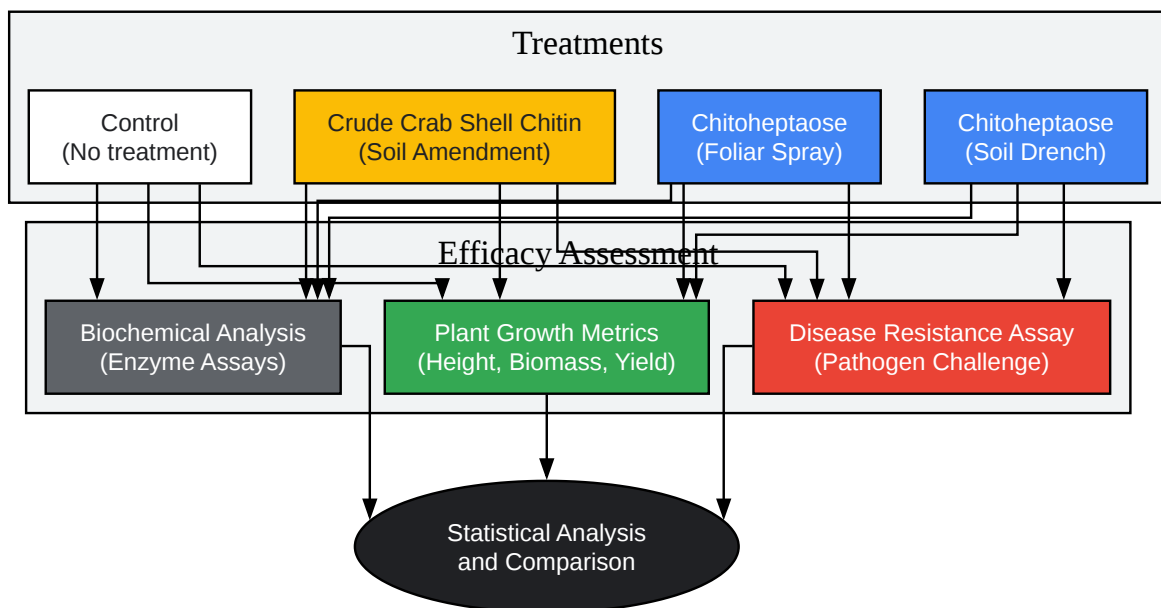 Treatments
Control
(No treatment)
Crude Crab Shell Chitin
(Soil Amendment)
Chitoheptaose
(Foliar Spray)
Chitoheptaose
(Soil Drench)
Efficacy Assessment
Biochemical Analysis
(Enzyme Assays)
Plant Growth Metrics
(Height, Biomass, Yield)
Disease Resistance Assay
(Pathogen Challenge)
Statistical Analysis
and Comparison